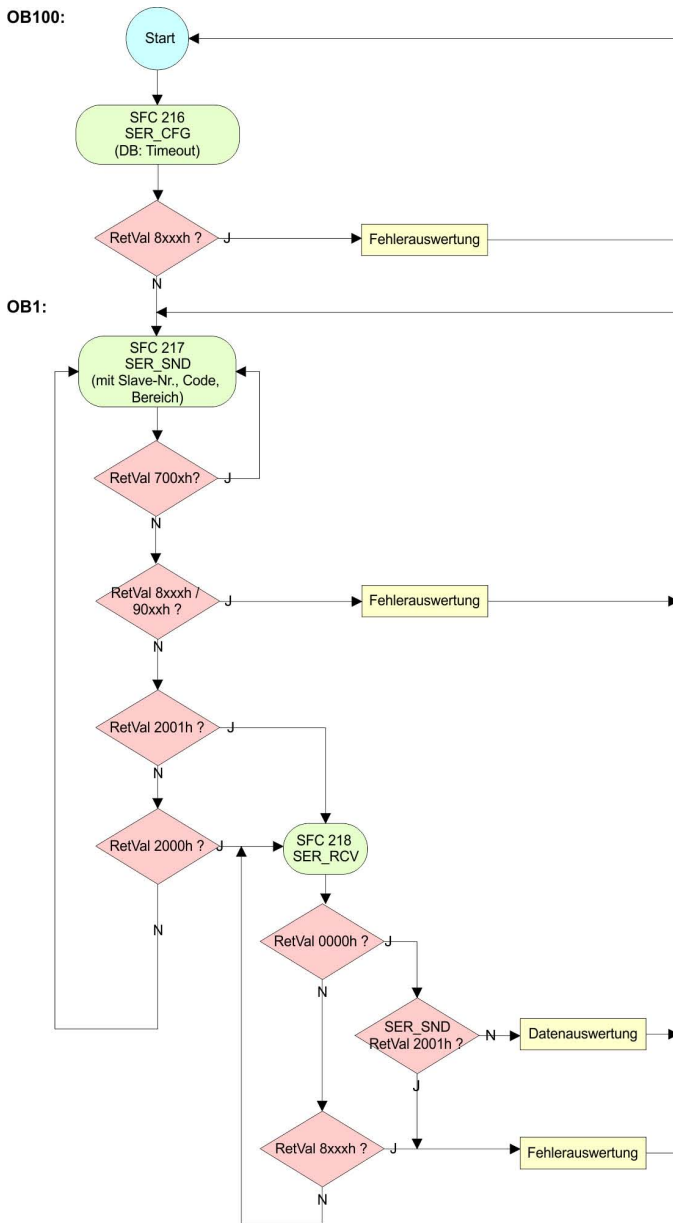 OB100:
Start
SFC 216
SER_CFG
(DB: Timeout)
RetVal 8xxxh ?
J
Fehlerauswertung
N
OB1:
SFC 217
SER_SND
(mit Slave-Nr., Code,
Bereich)
RetVal 700xh?
J
N
RetVal 8xxxh /
90xxh ?
J
Fehlerauswertung
N
RetVal 2001h ?
J
N
RetVal 2000h ?
J
SFC 218
SER_RCV
N
RetVal 0000h ?
J
N
SER_SND
RetVal 2001h ?
N
Datenauswertung
J
RetVal 8xxxh ?
J
Fehlerauswertung
N